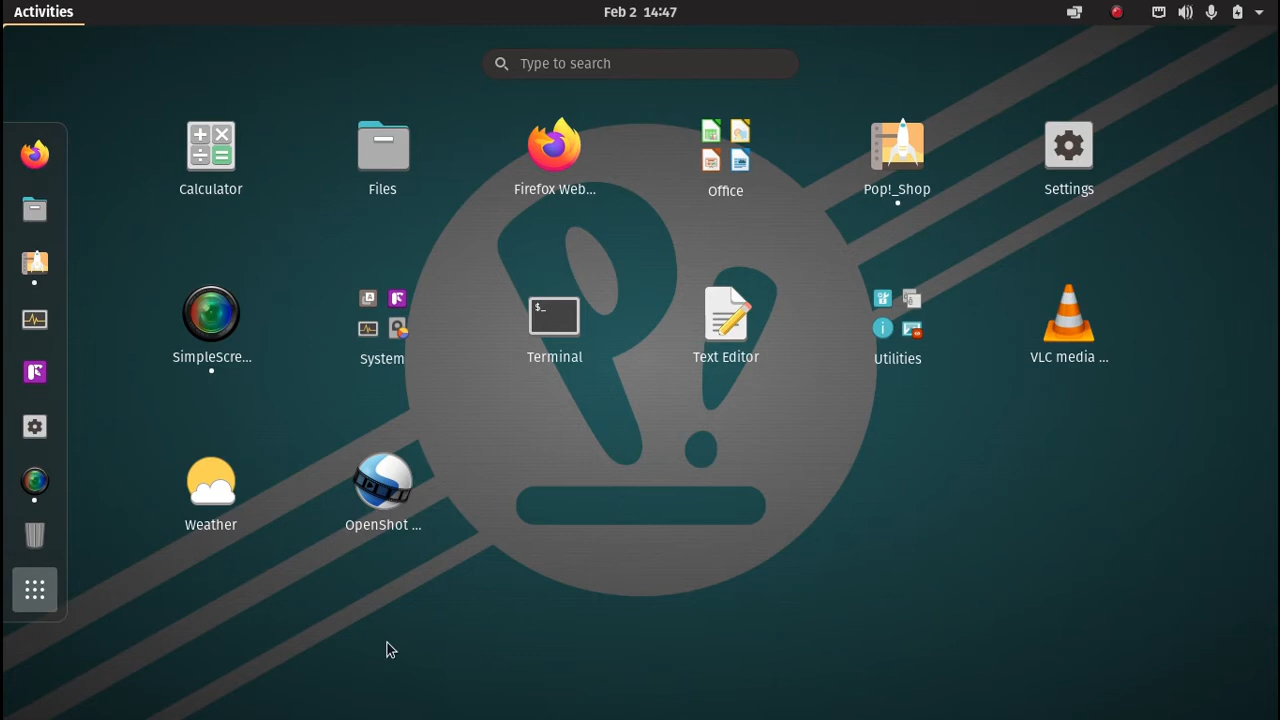 Activities
Feb 2 14:47
Type to search
Calculator
Files
Firefox Web...
Office
Pop!_Shop
Settings
SimpleScre...
System
Terminal
Text Editor
Utilities
VLC media ...
Weather
OpenShot ...